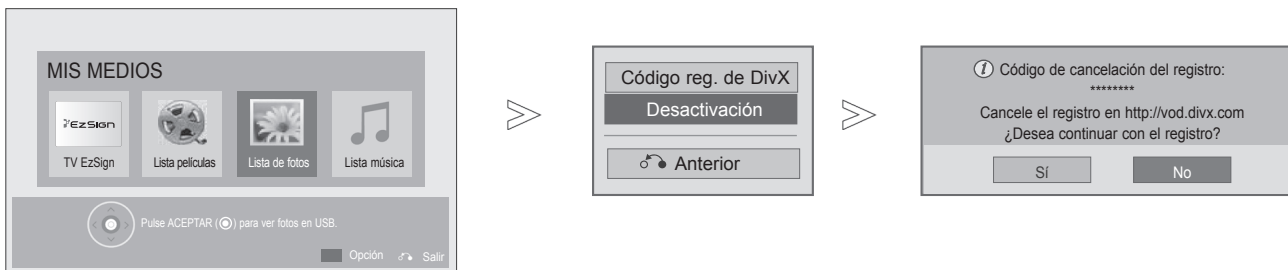 MIS MEDIOS
EzSign
TV EzSign
Lista películas
Lista de fotos
Lista música
Pulse ACEPTAR (◉) para ver fotos en USB.
Opción
Salir
Código reg. de DivX
Desactivación
Anterior
Código de cancelación del registro:
********
Cancele el registro en http://vod.divx.com
¿Desea continuar con el registro?
Sí
No